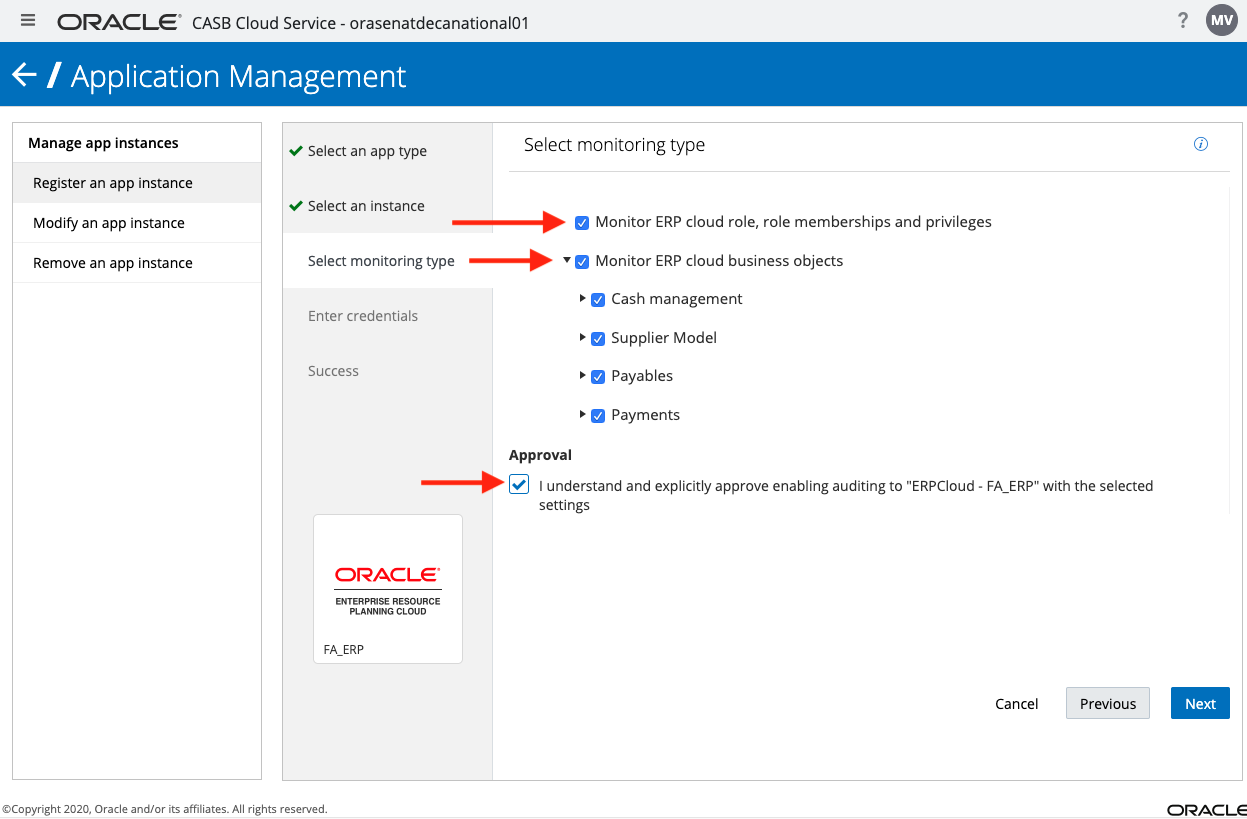 ORACLE® CASB Cloud Service - orasenatdecanational01 ? MV
/ Application Management
Manage app instances
Register an app instance
Modify an app instance
Remove an app instance
Select an app type
Select an instance
Select monitoring type
Enter credentials
Success
ORACLE®
ENTERPRISE RESOURCE
PLANNING CLOUD
FA_ERP
Select monitoring type
Monitor ERP cloud role, role memberships and privileges
Monitor ERP cloud business objects
Cash management
Supplier Model
Payables
Payments
Approval
I understand and explicitly approve enabling auditing to "ERPCloud - FA_ERP" with the selected
settings
Cancel Previous Next
©Copyright 2020, Oracle and/or its affiliates. All rights reserved.
ORACLE